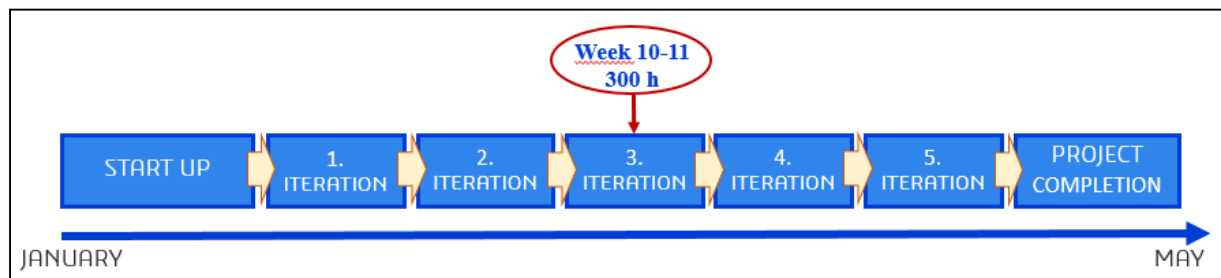 Week 10-11
300 h
START UP
1.
ITERATION
2.
ITERATION
3.
ITERATION
4.
ITERATION
5.
ITERATION
PROJECT
COMPLETION
JANUARY
MAY